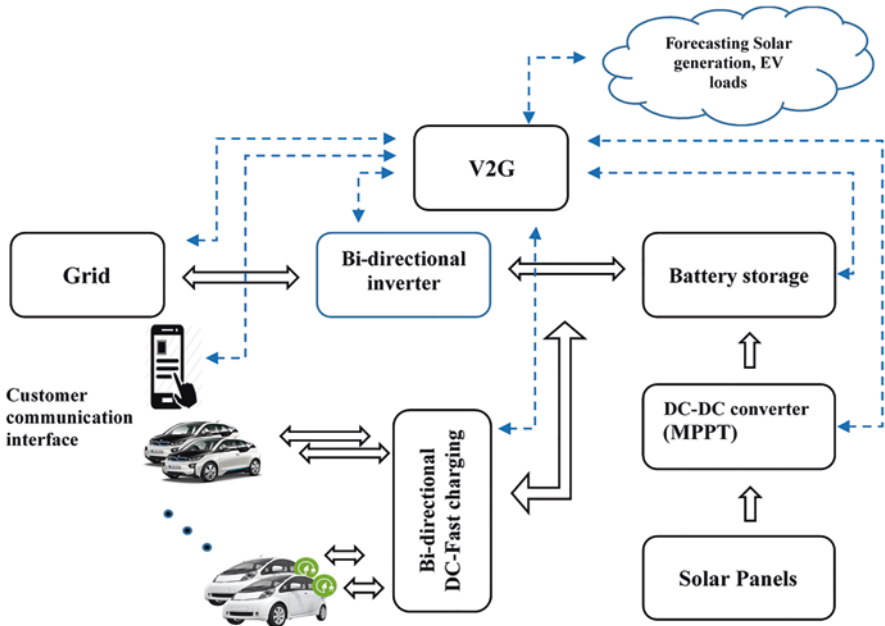 Forecasting Solar
generation, EV
loads
V2G
Grid
Bi-directional
inverter
Battery storage
Customer
communication
interface
DC-DC converter
(MPPT)
Bi-directional
DC-Fast charging
Solar Panels